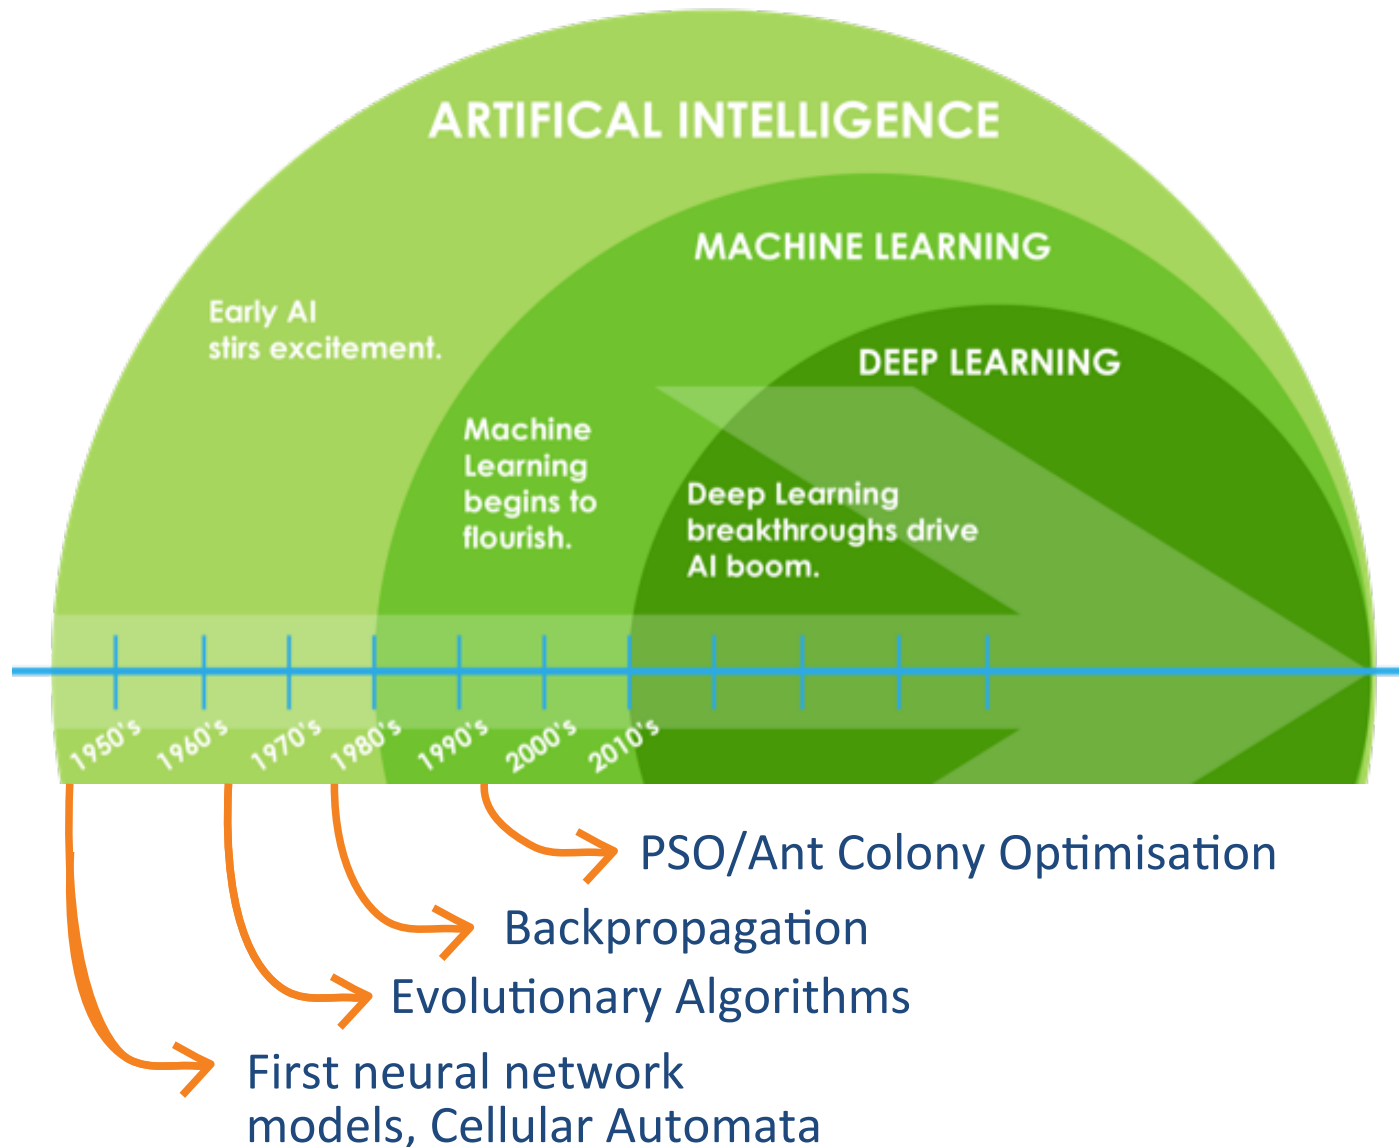 ARTIFICAL INTELLIGENCE
MACHINE LEARNING
DEEP LEARNING
Early AI
stirs excitement.
Machine
Learning
begins to
flourish.
Deep Learning
breakthroughs drive
AI boom.
1950's
1960's
1970's
1980's
1990's
2000's
2010's
PSO/Ant Colony Optimisation
Backpropagation
Evolutionary Algorithms
First neural network
models, Cellular Automata